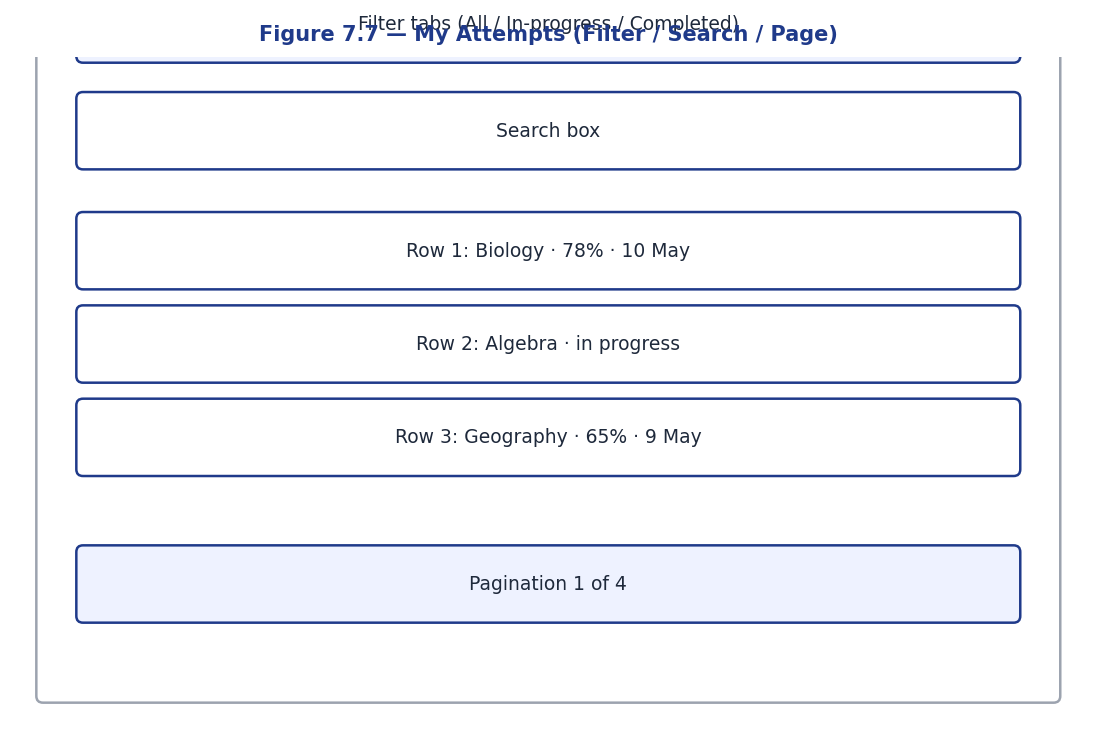 Filter tabs (All / In-progress / Completed)
Figure 7.7 — My Attempts (Filter / Search / Page)
Search box
Row 1: Biology · 78% · 10 May
Row 2: Algebra · in progress
Row 3: Geography · 65% · 9 May
Pagination 1 of 4